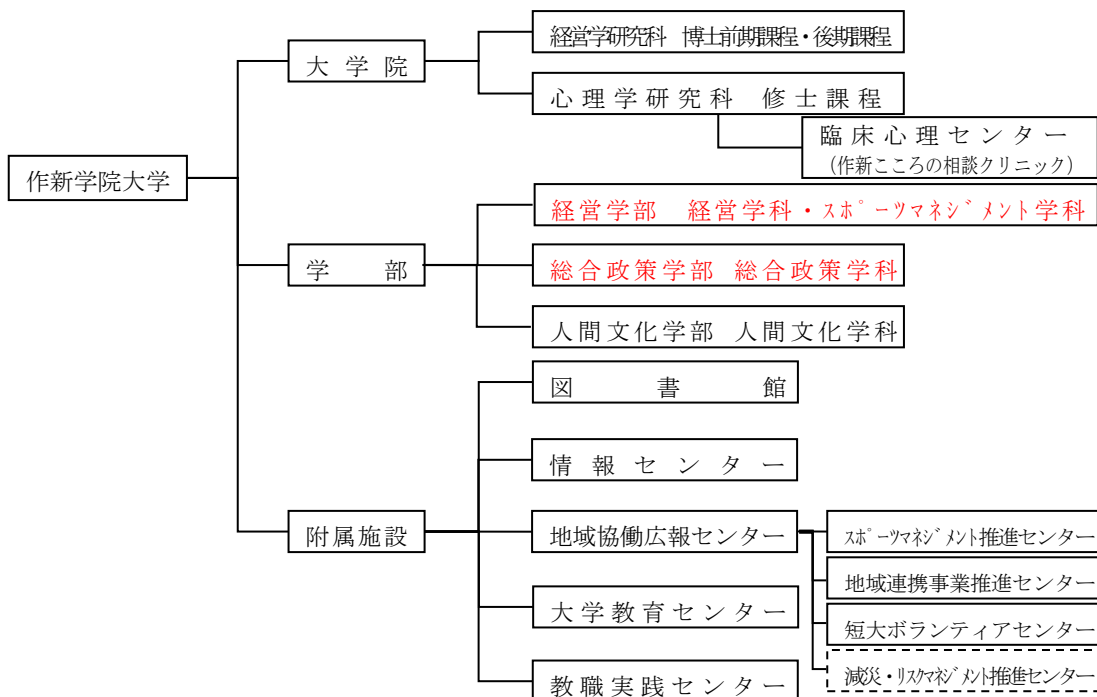 作新学院大学
大学院
経営学研究科 博士前期課程・後期課程
心理学研究科 修士課程
臨床心理センター
(作新こころの相談クリニック)
学部
経営学部 経営学科・スポーツマネジメント学科
総合政策学部 総合政策学科
人間文化学部 人間文化学科
附属施設
図書館
情報センター
地域協働広報センター
スポーツマネジメント推進センター
地域連携事業推進センター
短大ボランティアセンター
減災・リスクマネジメント推進センター
大学教育センター
教職実践センター